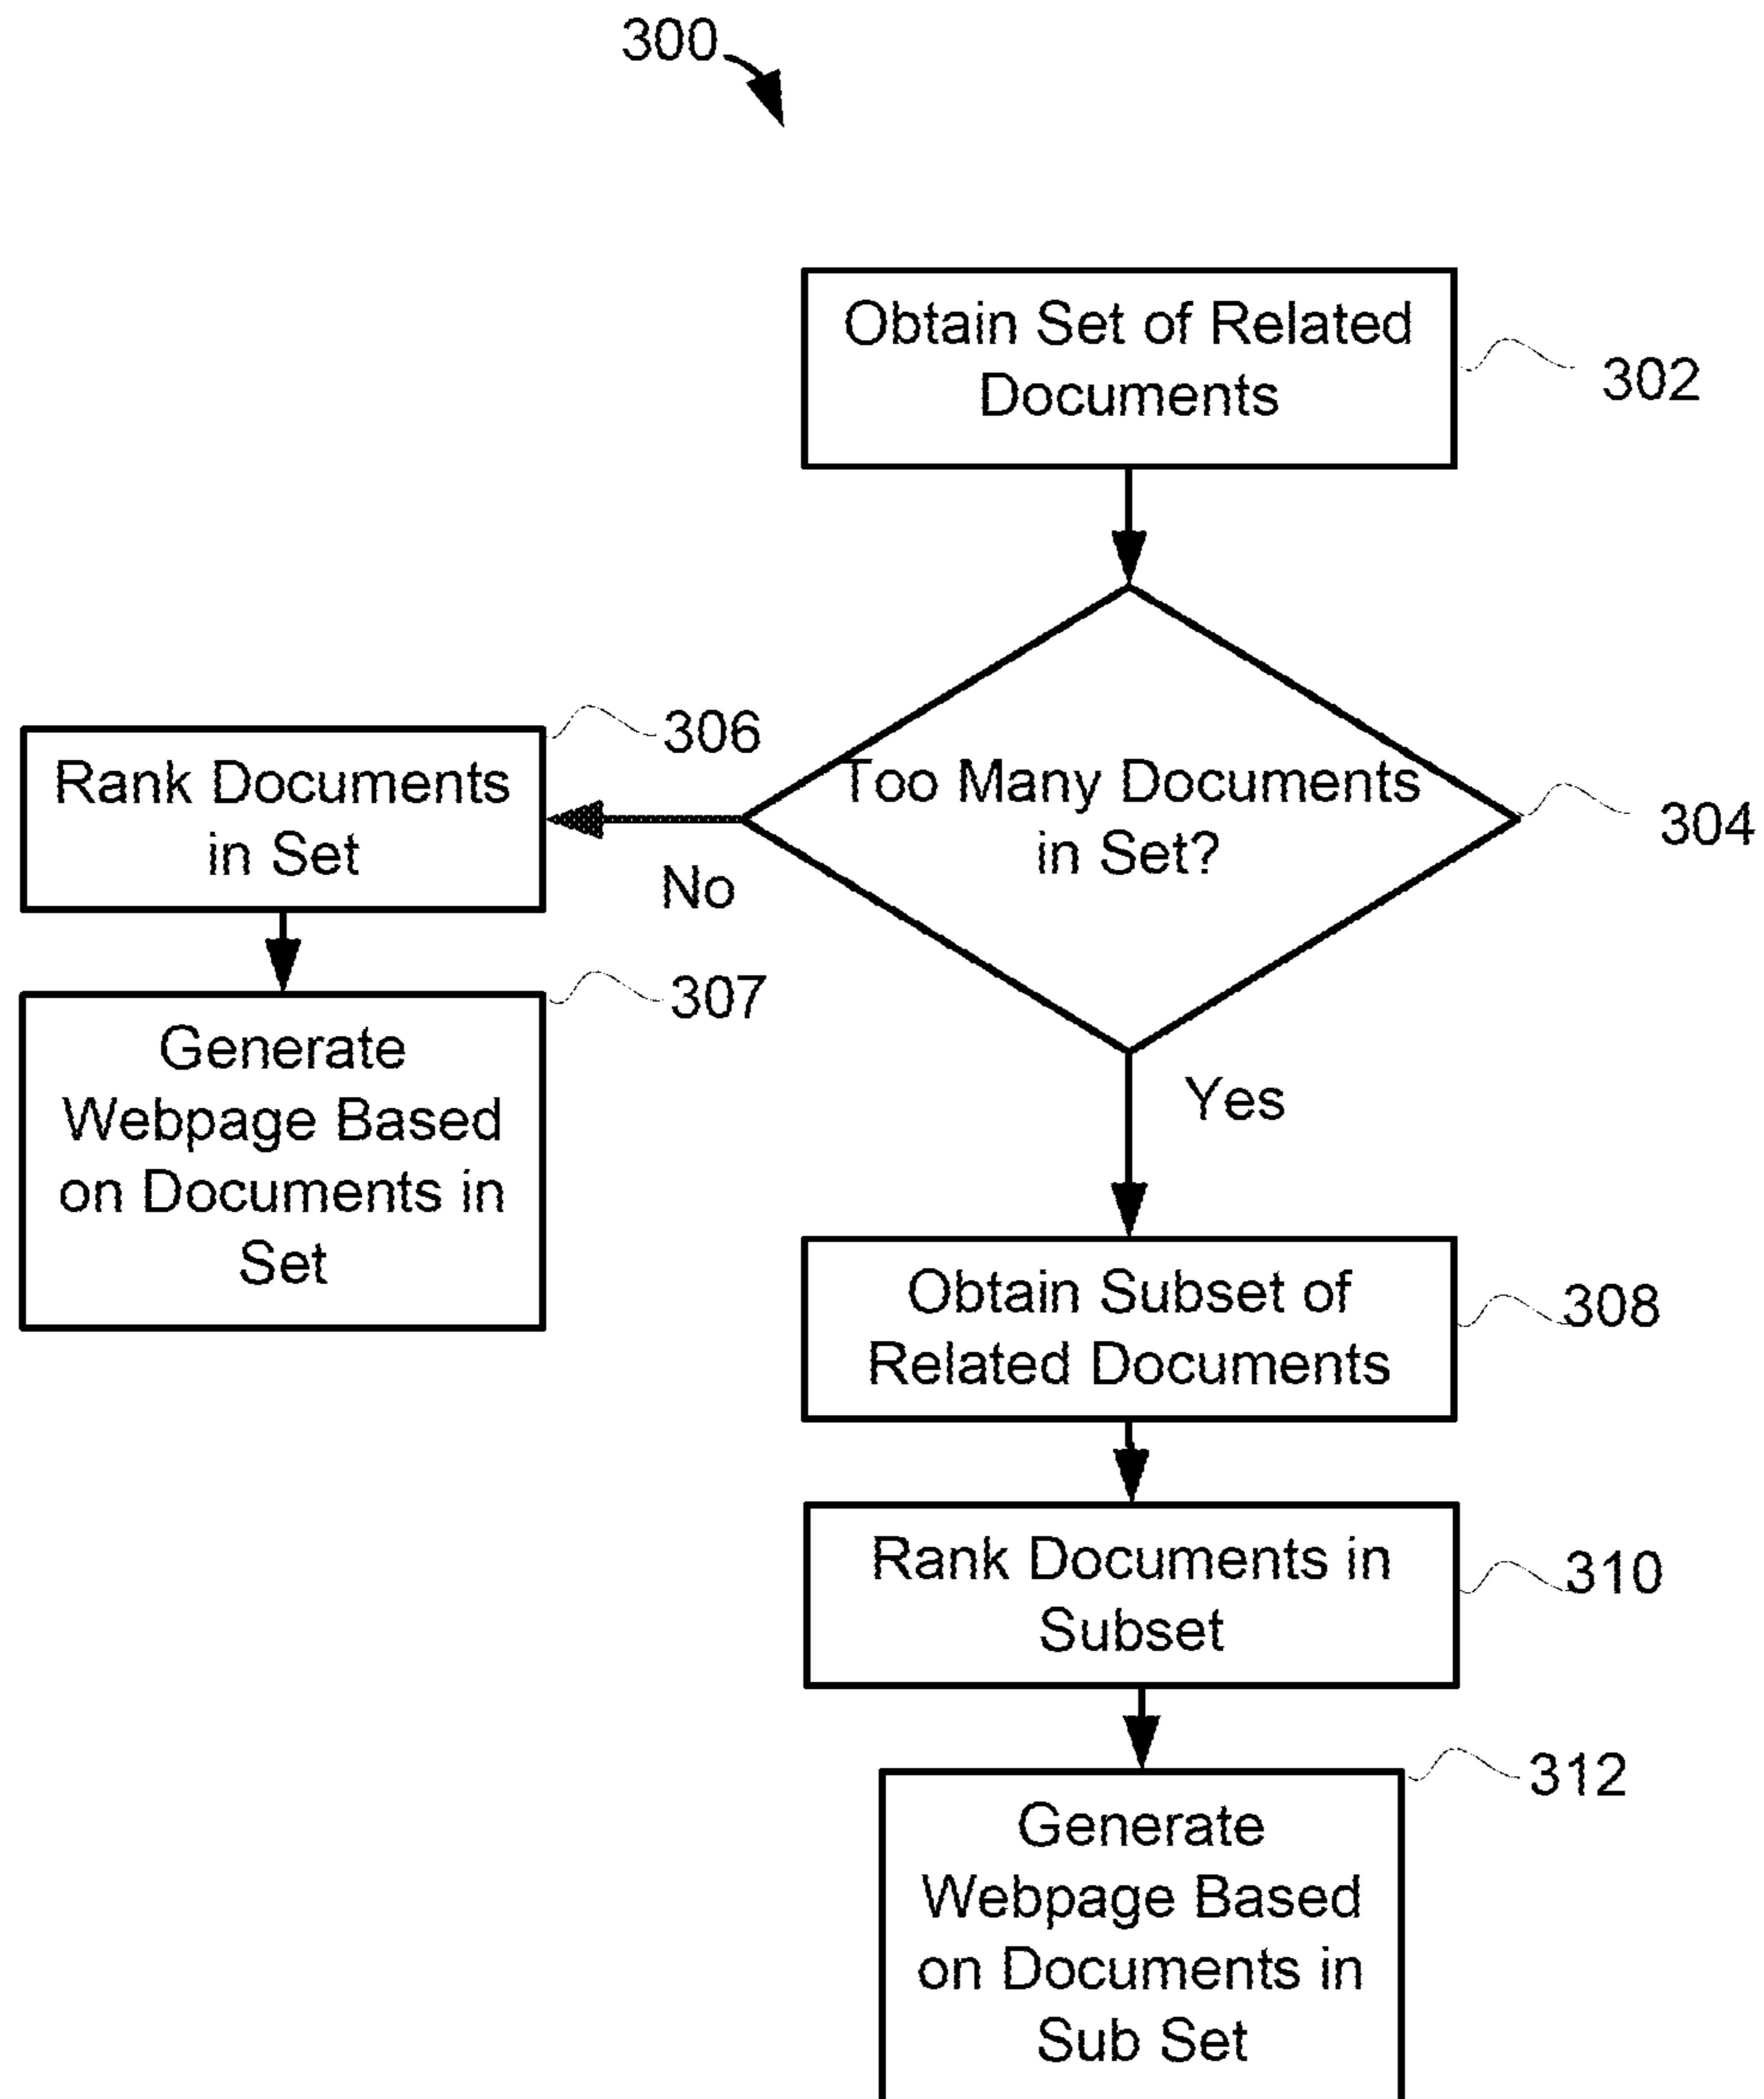 300
Obtain Set of Related
Documents
302
Too Many Documents
in Set?
304
306
Rank Documents
in Set
No
307
Generate
Webpage Based
on Documents in
Set
Yes
Obtain Subset of
Related Documents
308
Rank Documents in
Subset
310
312
Generate
Webpage Based
on Documents in
Sub Set